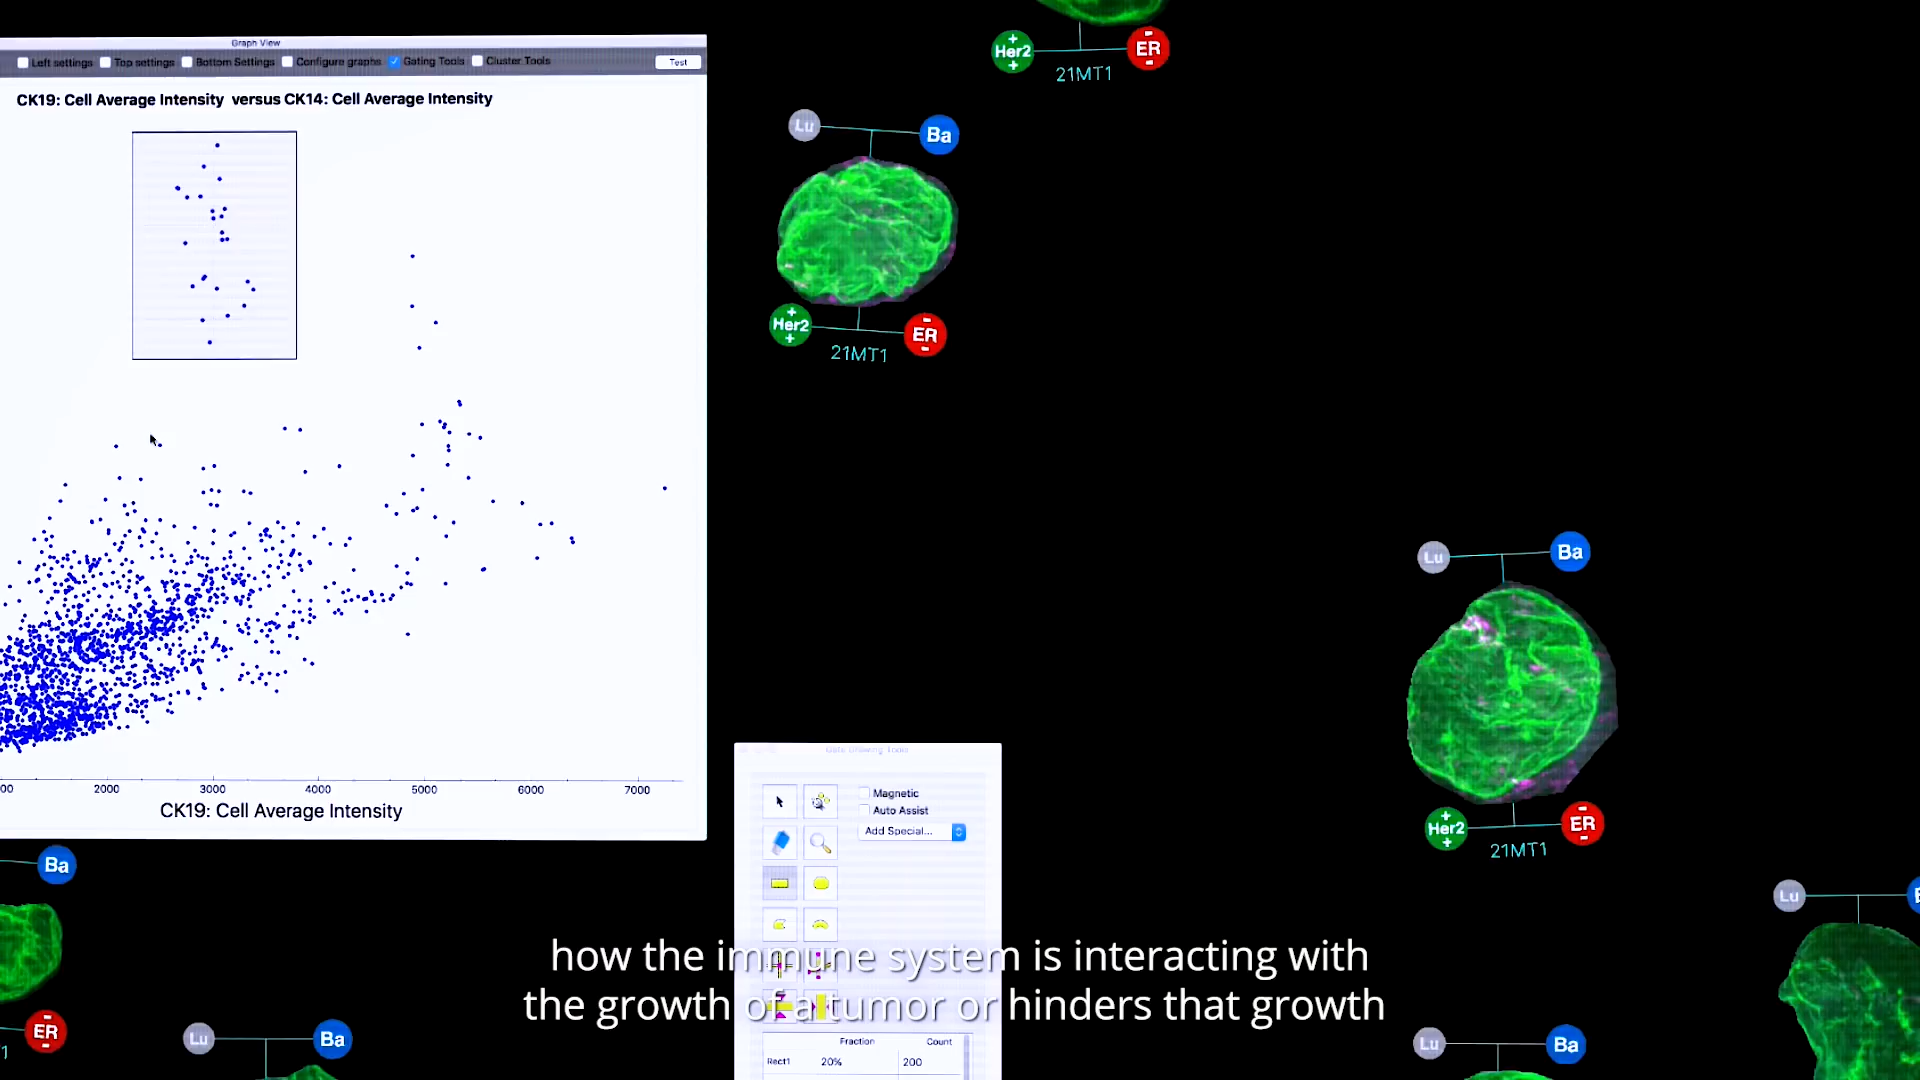 Graph View
Left settings Top settings Bottom Settings Configure graphs Gating Tools Cluster Tools Test
CK19: Cell Average Intensity versus CK14: Cell Average Intensity
2000 3000 4000 5000 6000 7000
CK19: Cell Average Intensity
Her2 ER
21MT1
Lu Ba
Her2 ER
21MT1
Lu Ba
Her2 ER
21MT1
Magnetic
Auto Assist
Add Special...
Ba
ER
Lu Ba
Lu
Lu Ba
how the immune system is interacting with
the growth of a tumor or hinders that growth
Fraction Count
Rect1 20% 200